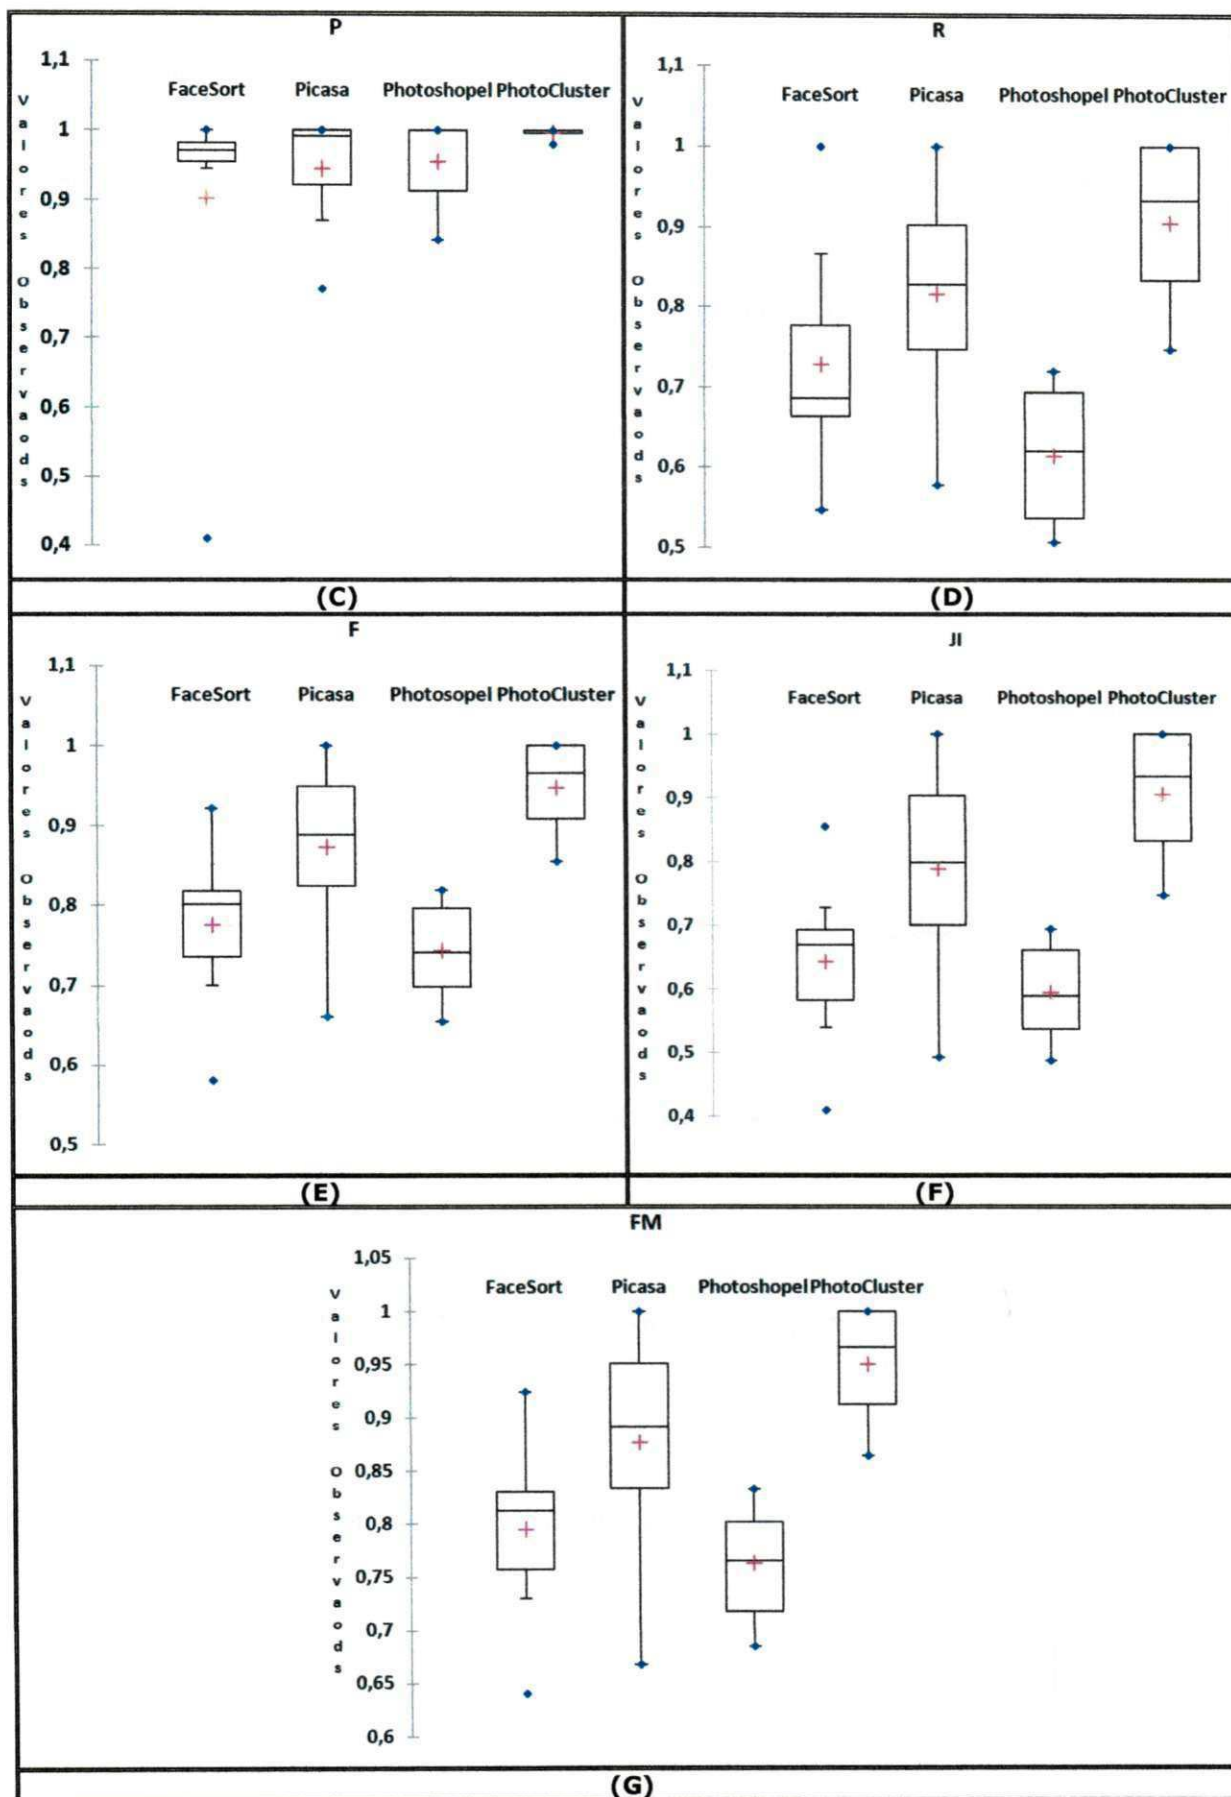 P
1,1
1
0,9
0,8
0,7
0,6
0,5
0,4
Valores Observaods
FaceSort Picasa Photoshopel PhotoCluster
(C)
R
1,1
1
0,9
0,8
0,7
0,6
0,5
Valores Observaods
FaceSort Picasa Photoshopel PhotoCluster
(D)
F
1,1
1
0,9
0,8
0,7
0,6
0,5
Valores Observaods
FaceSort Picasa Photosopel PhotoCluster
(E)
JI
1,1
1
0,9
0,8
0,7
0,6
0,5
0,4
Valores Observaods
FaceSort Picasa Photoshopel PhotoCluster
(F)
FM
1,05
1
0,95
0,9
0,85
0,8
0,75
0,7
0,65
0,6
Valores Observaods
FaceSort Picasa Photoshopel PhotoCluster
(G)